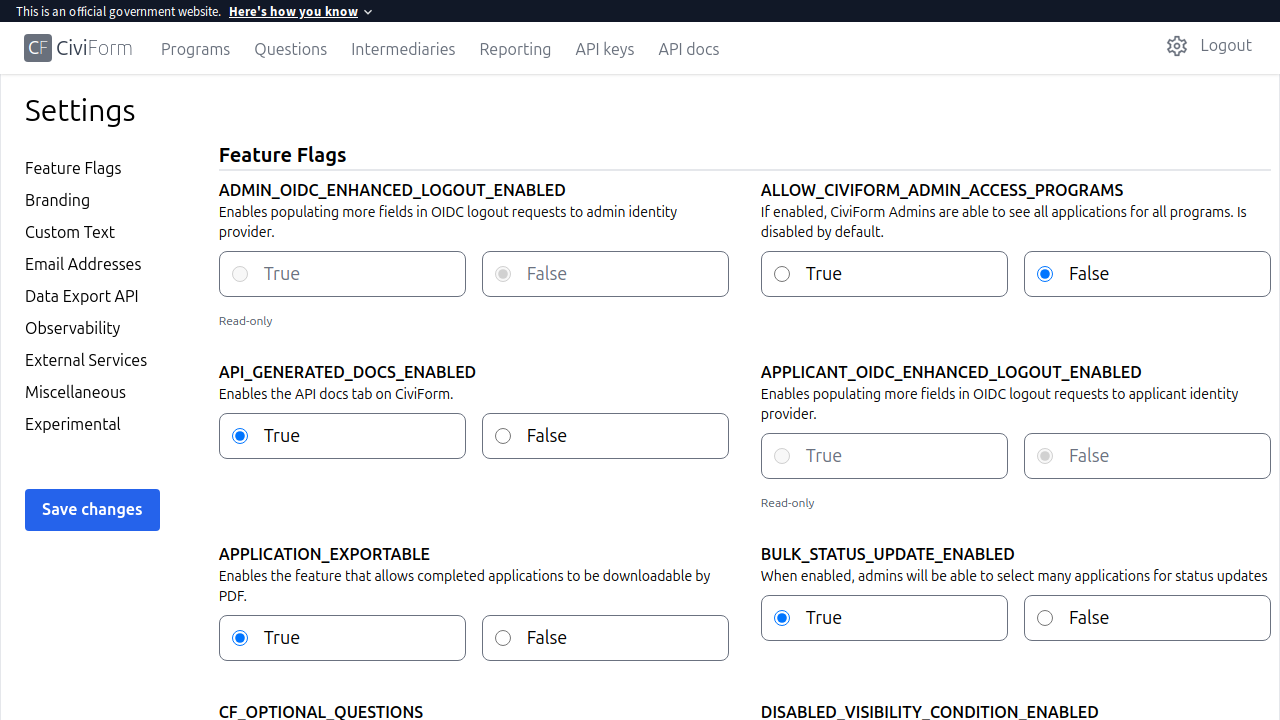 This is an official government website. Here's how you know
CF CiviForm Programs Questions Intermediaries Reporting API keys API docs Logout
Settings
Feature Flags
Branding
Custom Text
Email Addresses
Data Export API
Observability
External Services
Miscellaneous
Experimental
Save changes
Feature Flags
ADMIN_OIDC_ENHANCED_LOGOUT_ENABLED
Enables populating more fields in OIDC logout requests to admin identity
provider.
True False
Read-only
ALLOW_CIVIFORM_ADMIN_ACCESS_PROGRAMS
If enabled, CiviForm Admins are able to see all applications for all programs. Is
disabled by default.
True False
API_GENERATED_DOCS_ENABLED
Enables the API docs tab on CiviForm.
True False
APPLICANT_OIDC_ENHANCED_LOGOUT_ENABLED
Enables populating more fields in OIDC logout requests to applicant identity
provider.
True False
Read-only
APPLICATION_EXPORTABLE
Enables the feature that allows completed applications to be downloadable by
PDF.
True False
BULK_STATUS_UPDATE_ENABLED
When enabled, admins will be able to select many applications for status updates
True False
CF_OPTIONAL_QUESTIONS
DISABLED_VISIBILITY_CONDITION_ENABLED